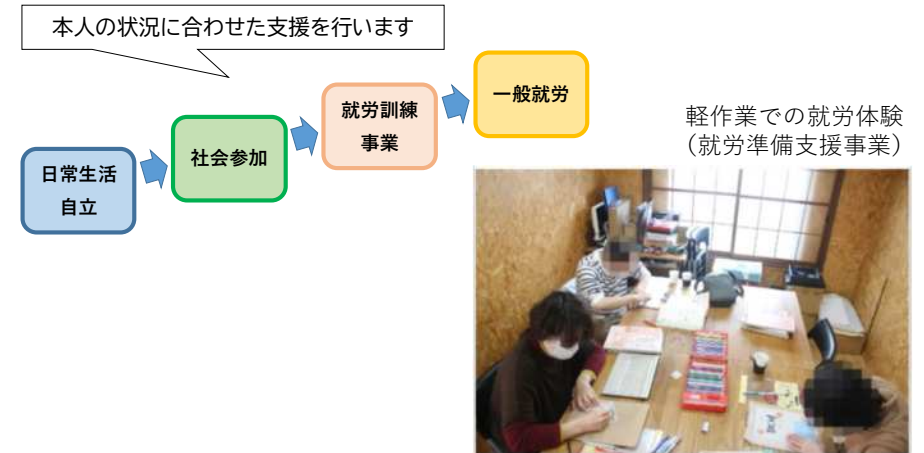 本人の状況に合わせた支援を行います
一般就労
就労訓練
事業
社会参加
日常生活
自立
軽作業での就労体験
（就労準備支援事業）